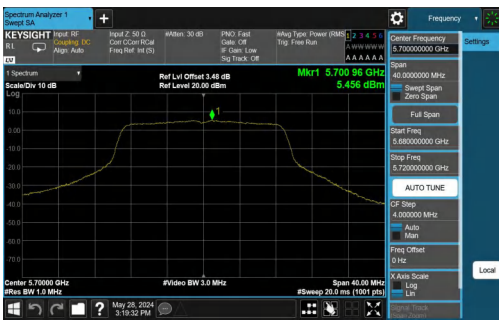 Spectrum Analyzer 1
Swept SA
Frequency
KEYSIGHT
RL
Input: RF
Coupling: DC
Align: Auto
Input Z: 50 Ω
Corr CCorr RCal
Freq Ref: Int (S)
#Atten: 30 dB
PNO: Fast
Gate: Off
IF Gain: Low
Sig Track: Off
#Avg Type: Power (RMS
Trig: Free Run
1 2 3 4 5 6
A W W W W W
A A A A A A
1 Spectrum
Scale/Div 10 dB
Log
Ref Lvl Offset 3.48 dB
Ref Level 20.00 dBm
Mkr1 5.700 96 GHz
5.456 dBm
1
10.0
0.00
-10.0
-20.0
-30.0
-40.0
-50.0
-60.0
-70.0
Center 5.70000 GHz
#Res BW 1.0 MHz
#Video BW 3.0 MHz
Span 40.00 MHz
#Sweep 20.0 ms (1001 pts)
May 28, 2024
3:19:32 PM
Center Frequency
5.700000000 GHz
Settings
Span
40.0000000 MHz
Swept Span
Zero Span
Full Span
Start Freq
5.680000000 GHz
Stop Freq
5.720000000 GHz
AUTO TUNE
CF Step
4.000000 MHz
Auto
Man
Freq Offset
0 Hz
X Axis Scale
Log
Lin
Local
Signal Track